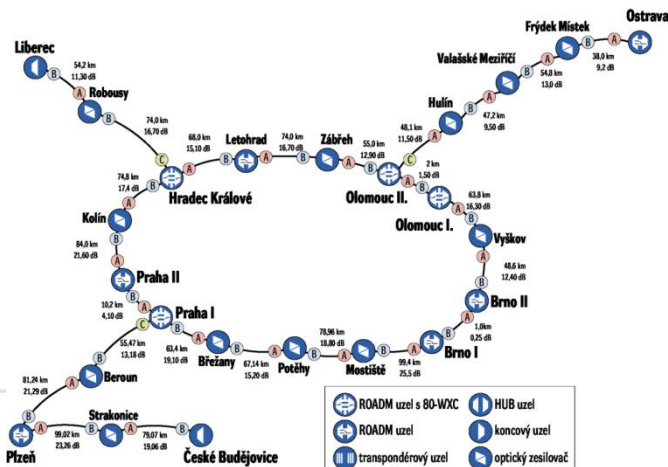 Liberec
B
54,2 km
11,30 dB
A
Robousy
B
74,0 km
16,70 dB
C
Hradec Králové
A
68,0 km
15,10 dB
B
Letohrad
A
74,0 km
16,70 dB
B
Zábřeh
A
55,0 km
12,90 dB
B
Olomouc II.
C
48,1 km
11,50 dB
A
Hulín
B
47,2 km
9,50 dB
A
Valašské Meziříčí
B
54,8 km
13,0 dB
A
Frýdek Místek
B
38,0 km
9,2 dB
A
Ostrava
A
2 km
1,50 dB
B
Olomouc I.
A
63,8 km
16,30 dB
B
Vyškov
A
48,6 km
12,40 dB
B
Brno II
A
1,0km
0,25 dB
B
Brno I
A
99,4 km
25,5 dB
B
Mostiště
A
78,96 km
18,80 dB
B
Potěhy
A
67,14 km
15,20 dB
B
Břežany
A
63,4 km
19,10 dB
B
Praha I
A
10,2 km
4,10 dB
B
Praha II
A
84,0 km
21,60 dB
B
Kolín
A
74,8 km
17,4 dB
B
C
55,47 km
13,18 dB
B
Beroun
A
81,24 km
21,29 dB
B
Plzeň
A
99,02 km
23,26 dB
B
Strakonice
A
79,07 km
19,06 dB
B
České Budějovice
ROADM uzel s 80-WXC
ROADM uzel
transpondérový uzel
HUB uzel
koncový uzel
optický zesilovač